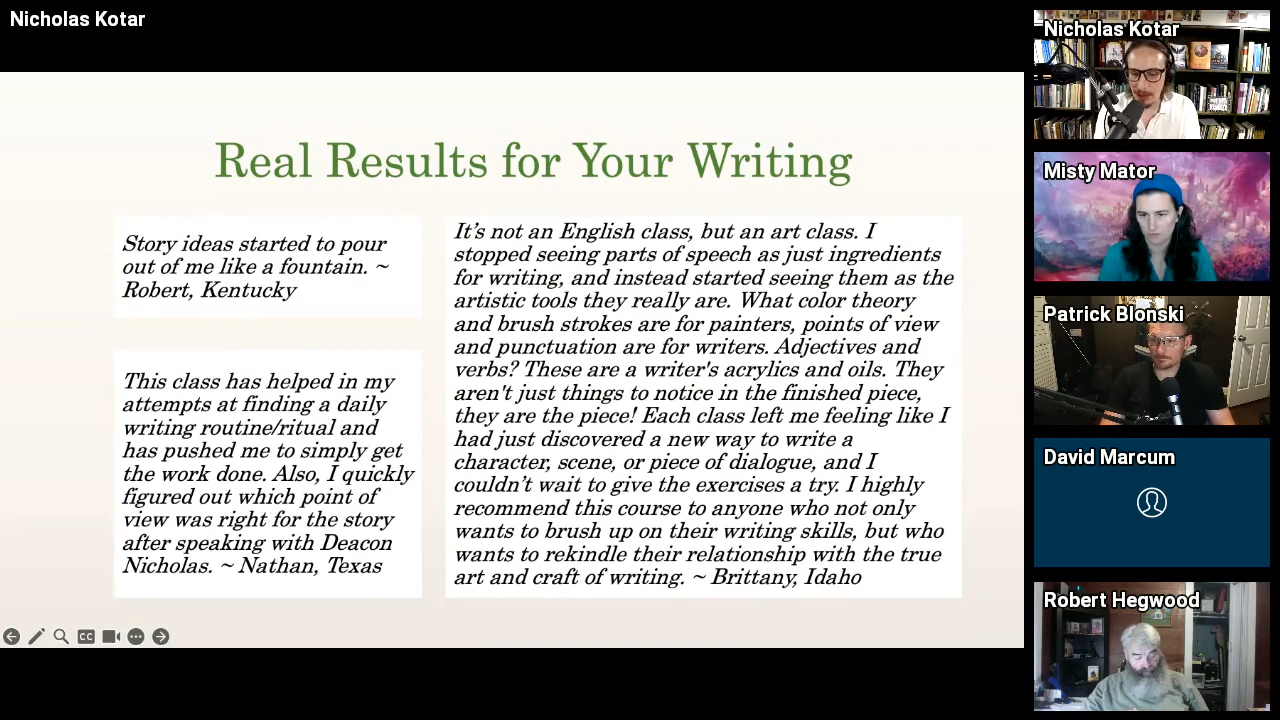 Nicholas Kotar
Real Results for Your Writing
Story ideas started to pour
out of me like a fountain. ~
Robert, Kentucky
This class has helped in my
attempts at finding a daily
writing routine/ritual and
has pushed me to simply get
the work done. Also, I quickly
figured out which point of
view was right for the story
after speaking with Deacon
Nicholas. ~ Nathan, Texas
It’s not an English class, but an art class. I
stopped seeing parts of speech as just ingredients
for writing, and instead started seeing them as the
artistic tools they really are. What color theory
and brush strokes are for painters, points of view
and punctuation are for writers. Adjectives and
verbs? These are a writer's acrylics and oils. They
aren't just things to notice in the finished piece,
they are the piece! Each class left me feeling like I
had just discovered a new way to write a
character, scene, or piece of dialogue, and I
couldn’t wait to give the exercises a try. I highly
recommend this course to anyone who not only
wants to brush up on their writing skills, but who
wants to rekindle their relationship with the true
art and craft of writing. ~ Brittany, Idaho
CC
Nicholas Kotar
Misty Mator
Patrick Blonski
David Marcum
Robert Hegwood